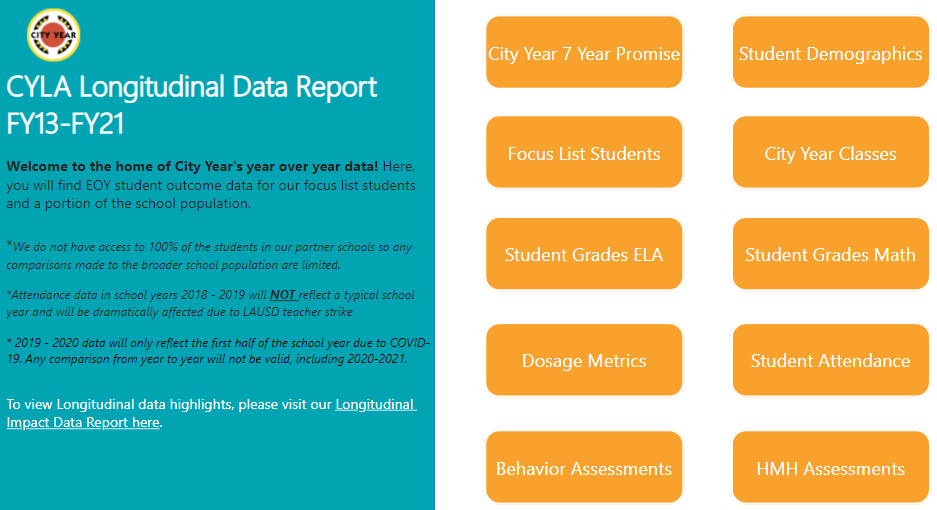 CITY YEAR
CYLA Longitudinal Data Report
FY13-FY21
Welcome to the home of City Year's year over year data! Here,
you will find EOY student outcome data for our focus list students
and a portion of the school population.
*We do not have access to 100% of the students in our partner schools so any
comparisons made to the broader school population are limited.
*Attendance data in school years 2018 - 2019 will NOT reflect a typical school
year and will be dramatically affected due to LAUSD teacher strike
* 2019 - 2020 data will only reflect the first half of the school year due to COVID-
19. Any comparison from year to year will not be valid, including 2020-2021.
To view Longitudinal data highlights, please visit our Longitudinal
Impact Data Report here.
City Year 7 Year Promise
Student Demographics
Focus List Students
City Year Classes
Student Grades ELA
Student Grades Math
Dosage Metrics
Student Attendance
Behavior Assessments
HMH Assessments